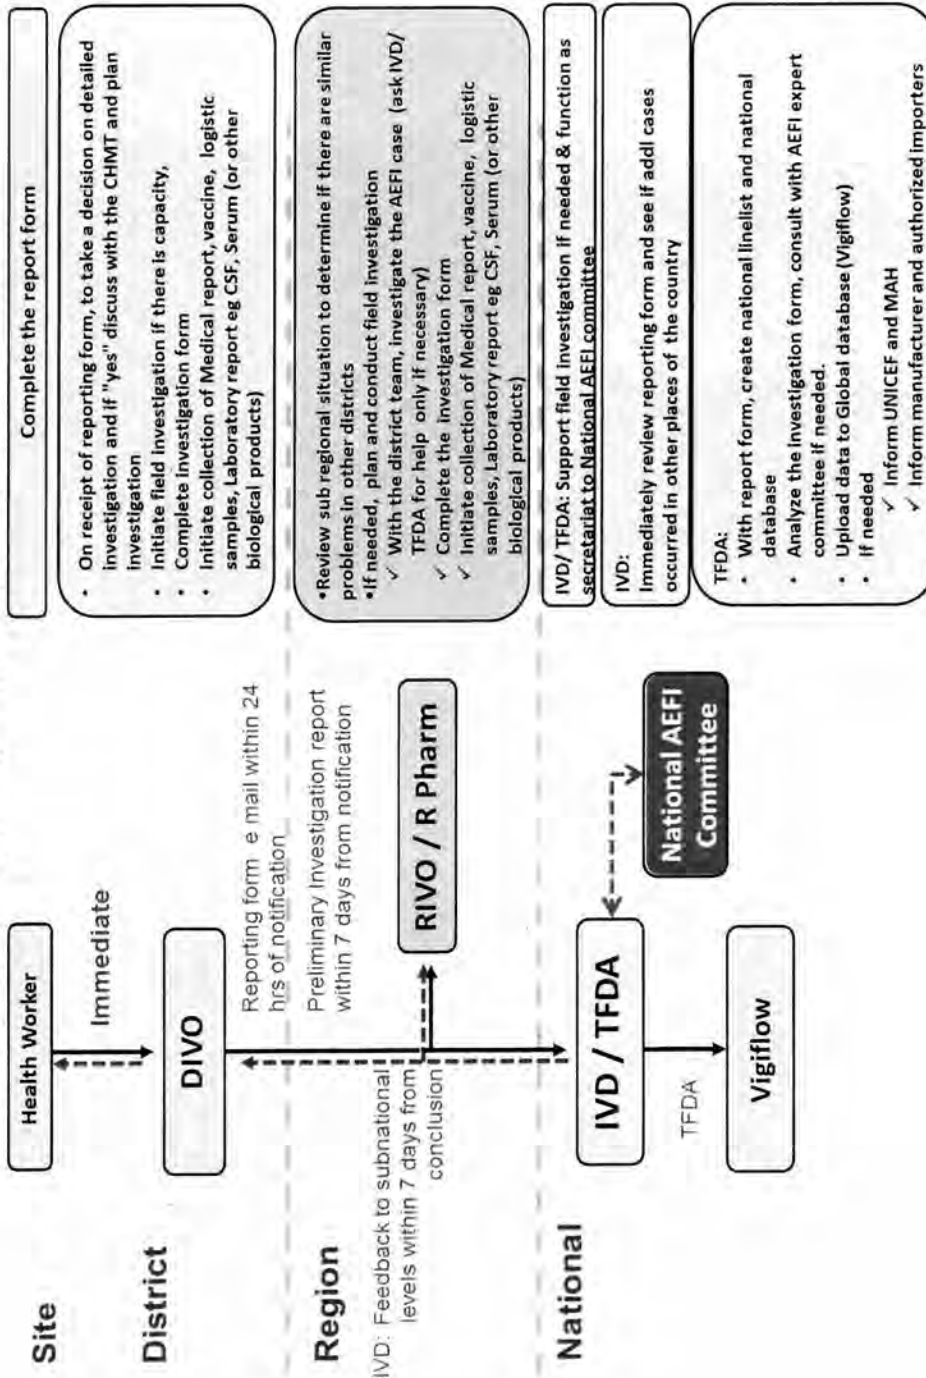 Site
Health Worker
Complete the report form
Immediate
District
DIVO
• On receipt of reporting form, to take a decision on detailed
investigation and if "yes" discuss with the CHMT and plan
investigation
• Initiate field investigation if there is capacity,
• Complete investigation form
• Initiate collection of Medical report, vaccine, logistic
samples, Laboratory report eg CSF, Serum (or other
biological products)
Reporting form e mail within 24
hrs of notification
Preliminary Investigation report
within 7 days from notification
Region
IVD: Feedback to subnational
levels within 7 days from
conclusion
RIVO / R Pharm
•Review sub regional situation to determine if there are similar
problems in other districts
•If needed, plan and conduct field investigation
✓ With the district team, investigate the AEFI case (ask IVD/
TFDA for help only if necessary)
✓ Complete the investigation form
✓ Initiate collection of Medical report, vaccine, logistic
samples, Laboratory report eg CSF, Serum (or other
biological products)
National
IVD / TFDA
National AEFI
Committee
TFDA
Vigiflow
IVD/ TFDA: Support field investigation if needed & function as
secretariat to National AEFI committee
IVD:
Immediately review reporting form and see if addl cases
occurred in other places of the country
TFDA:
• With report form, create national linelist and national
database
• Analyze the investigation form, consult with AEFI expert
committee if needed.
• Upload data to Global database (Vigiflow)
• If needed
✓ Inform UNICEF and MAH
✓ Inform manufacturer and authorized importers